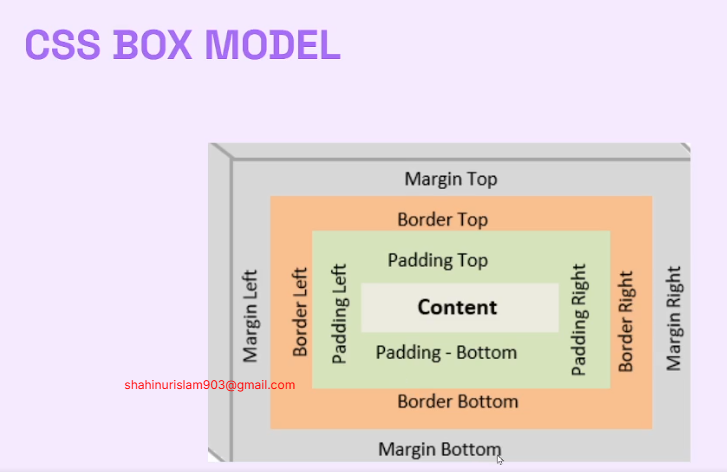 CSS BOX MODEL
Margin Top
Border Top
Padding Top
Margin Left
Border Left
Padding Left
Content
Padding Right
Border Right
Margin Right
Padding - Bottom
shahinurislam903@gmail.com
Border Bottom
Margin Bottom